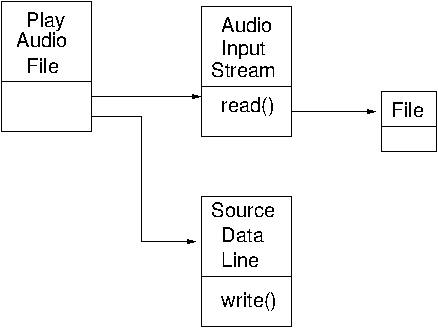 Play
Audio
File
Audio
Input
Stream
read()
File
Source
Data
Line
write()